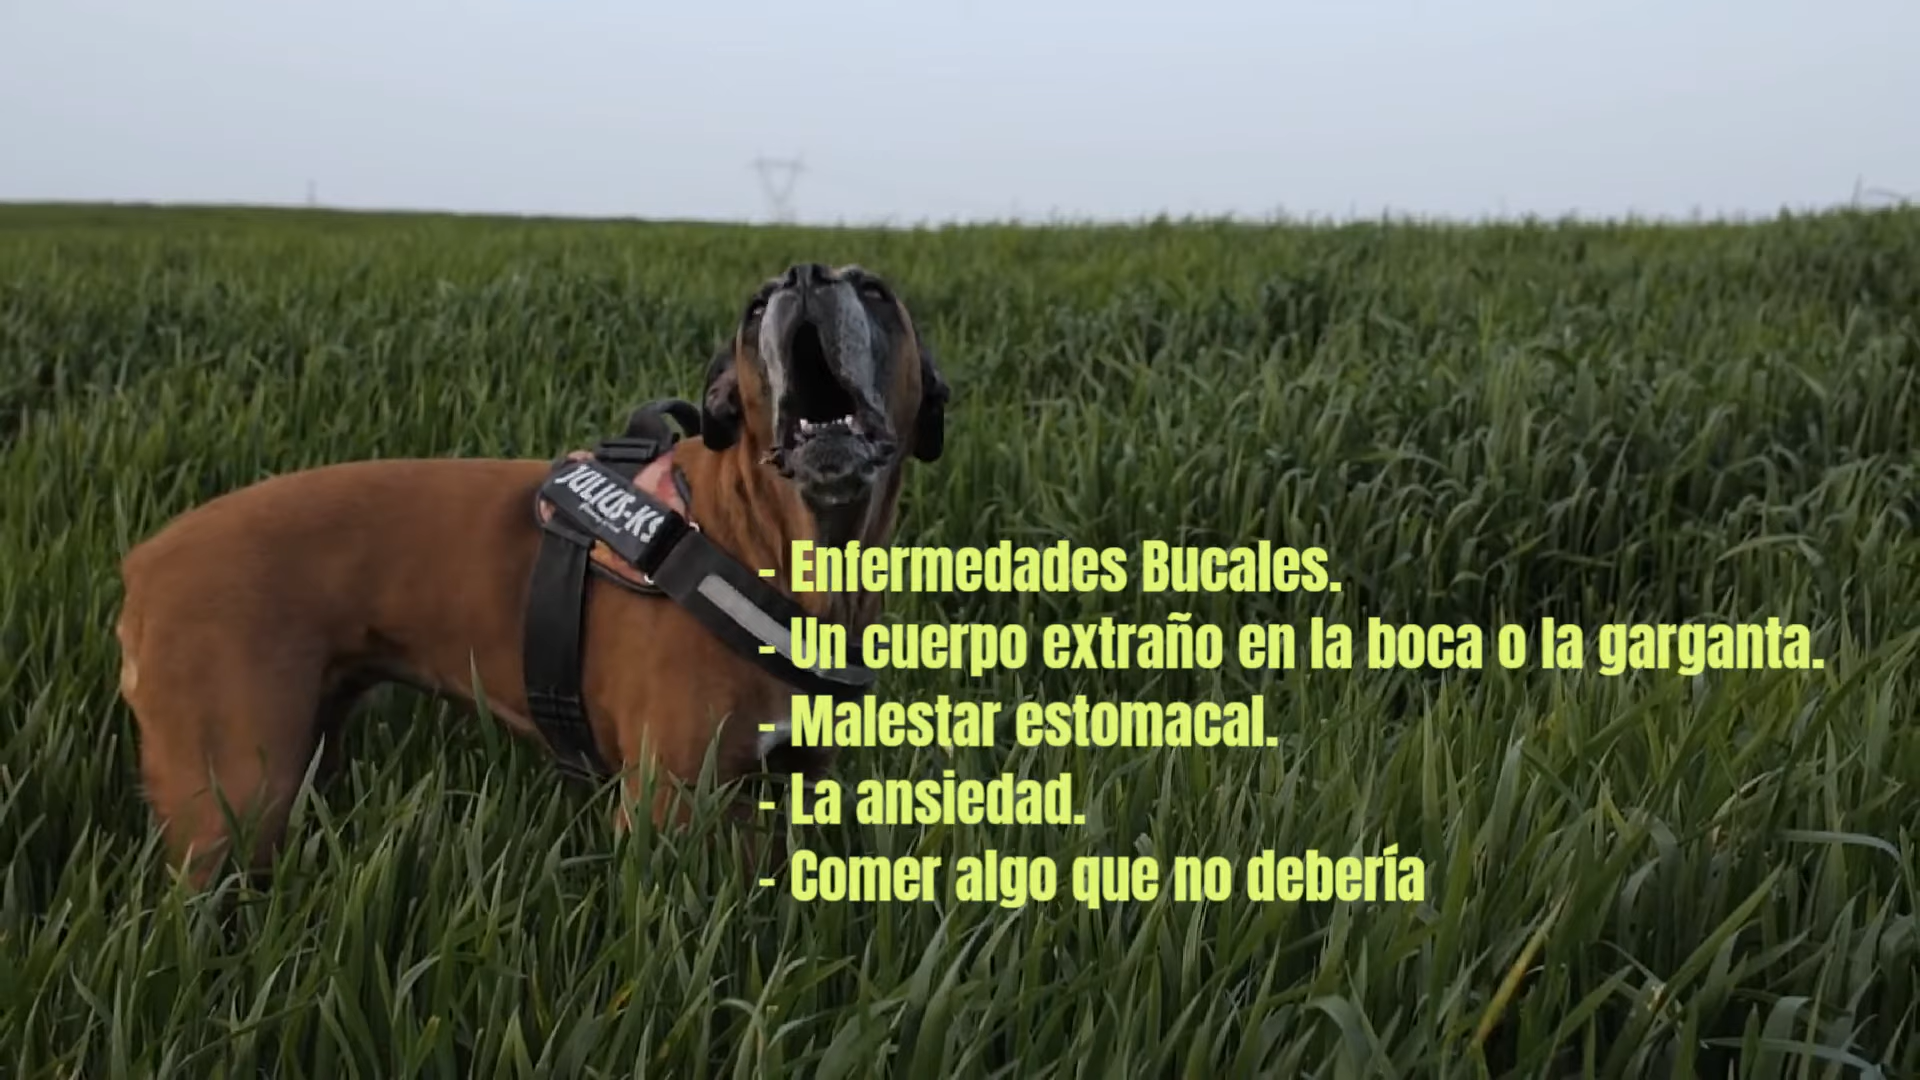 JULIUS-K9
- Enfermedades Bucales.
- Un cuerpo extraño en la boca o la garganta.
- Malestar estomacal.
- La ansiedad.
- Comer algo que no debería